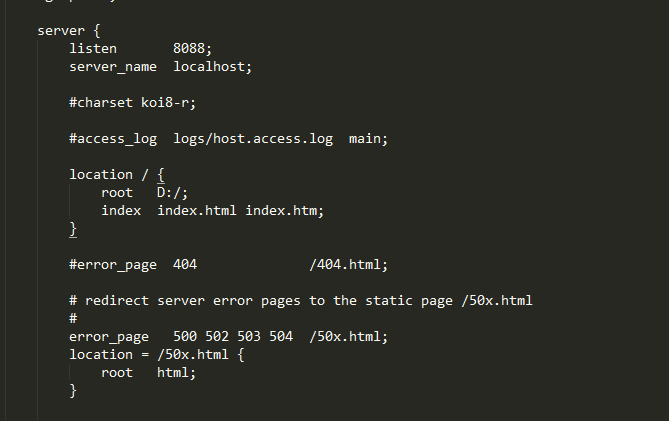 server {
listen 8088;
server_name localhost;
#charset koi8-r;
#access_log logs/host.access.log main;
location / {
root D:/;
index index.html index.htm;
}
#error_page 404 /404.html;
# redirect server error pages to the static page /50x.html
#
error_page 500 502 503 504 /50x.html;
location = /50x.html {
root html;
}